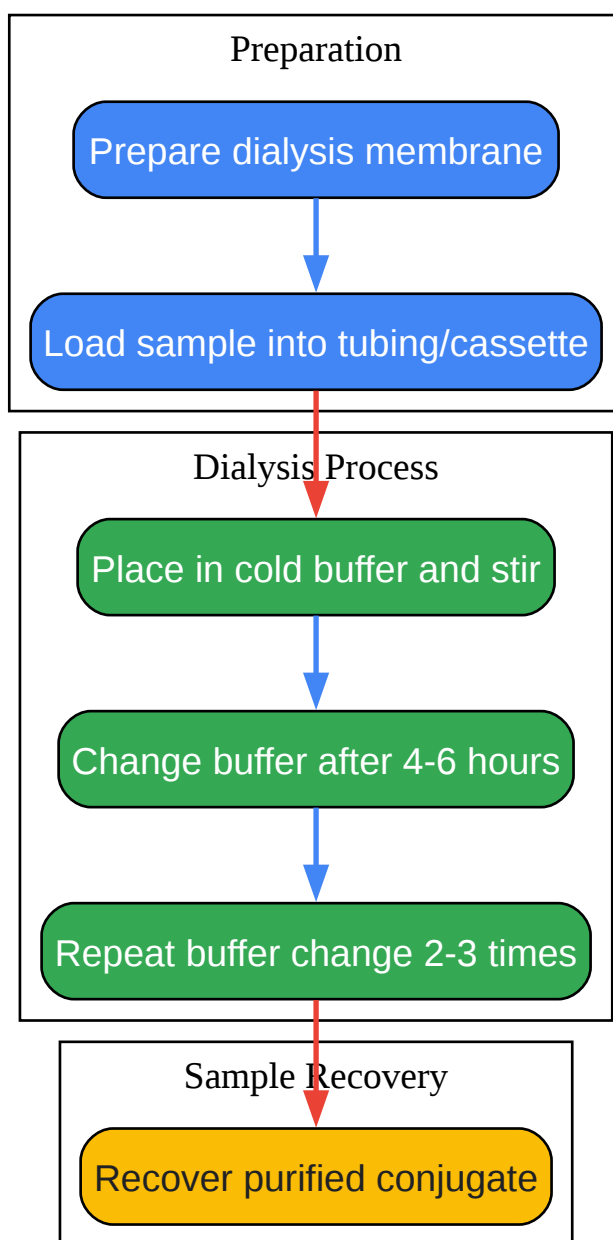 Preparation
Prepare dialysis membrane
Load sample into tubing/cassette
Dialysis Process
Place in cold buffer and stir
Change buffer after 4-6 hours
Repeat buffer change 2-3 times
Sample Recovery
Recover purified conjugate